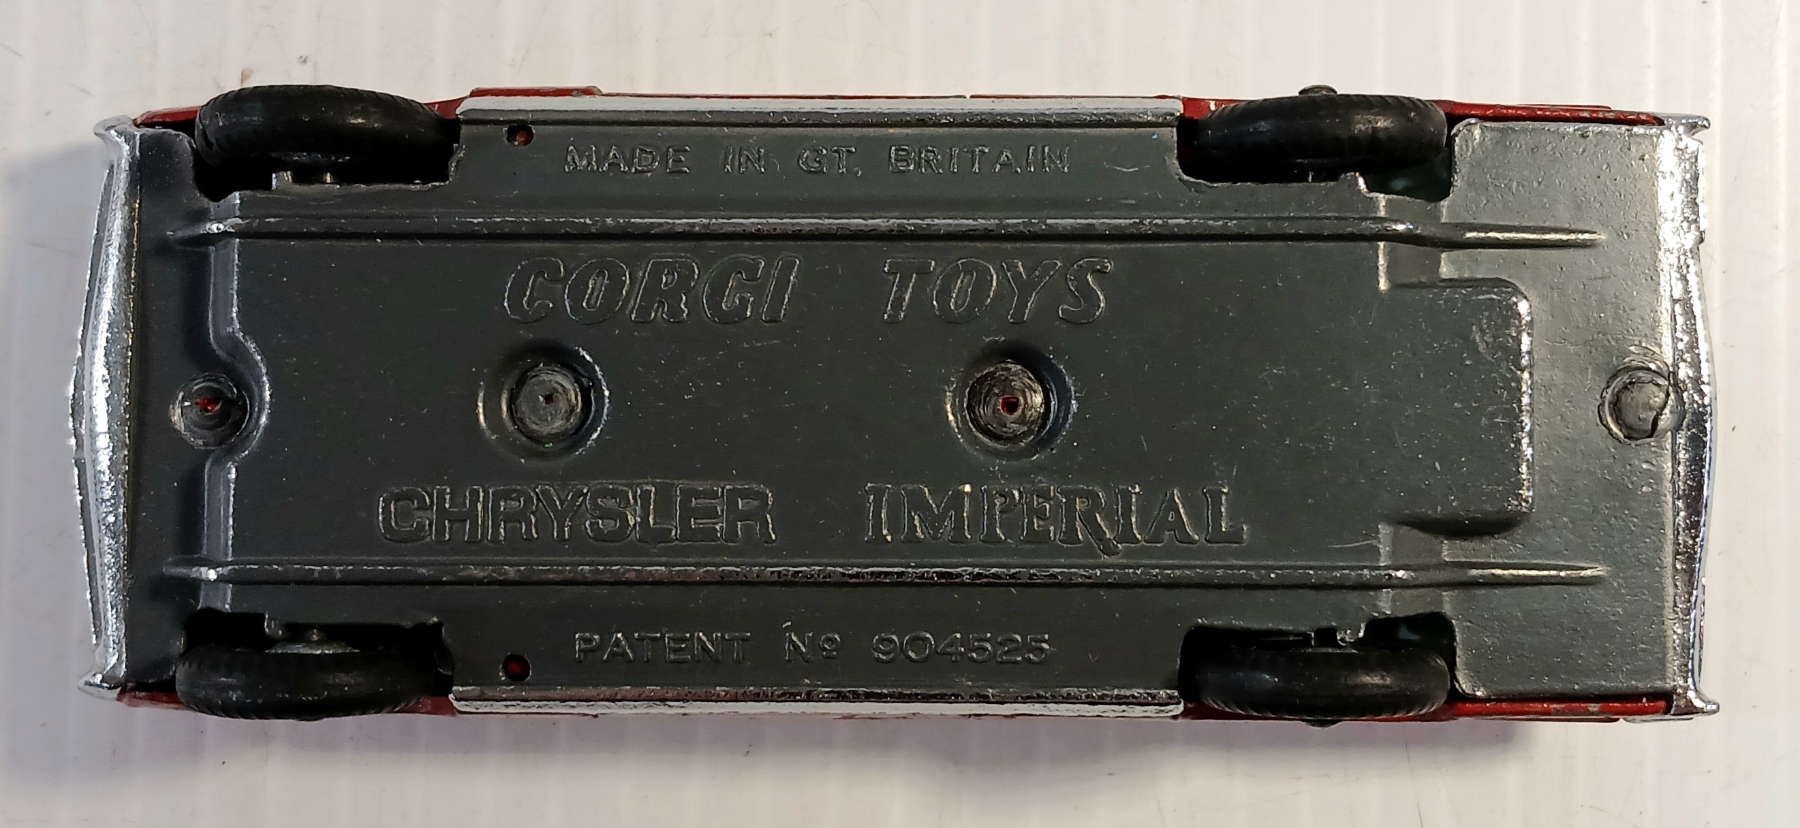 MADE IN GT. BRITAIN
CORGI TOYS
CHRYSLER IMPERIAL
PATENT Nº 904525